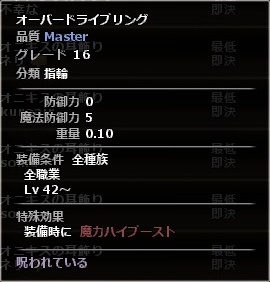 オーバードライブリング
品質 Master
グレード 16
分類 指輪
防御力 0
魔法防御力 5
重量 0.10
装備条件 全種族
全職業
Lv 42～
特殊効果
装備時に 魔力ハイブースト
呪われている